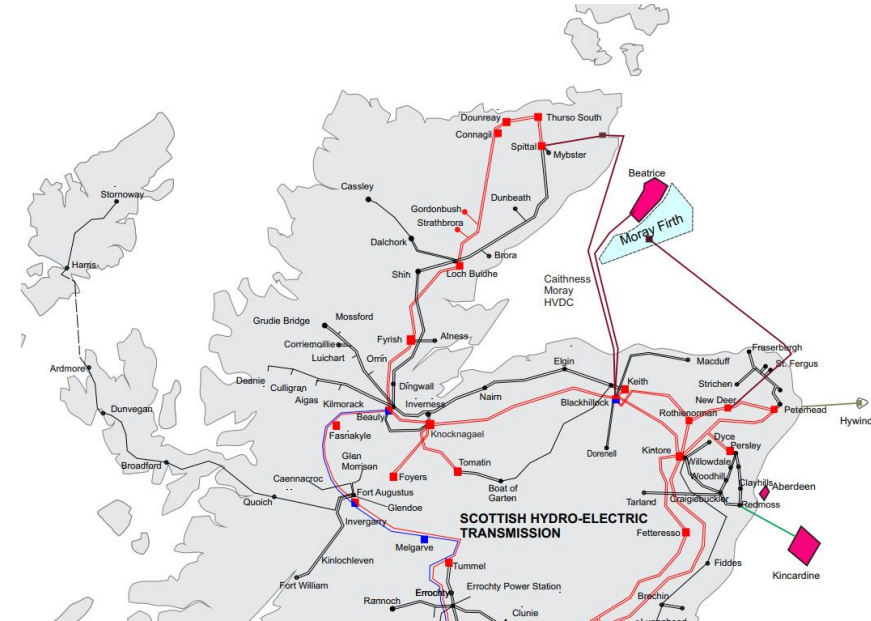 Dounreay
Thurso South
Connagil
Spittal
Mybster
Beatrice
Stornoway
Cassley
Dunbeath
Gordonbush
Strathbrora
Moray Firth
Dalchork
Brora
Harris
Shin
Loch Buidhe
Caithness
Moray
HVDC
Mossford
Grudie Bridge
Corriemoillie
Luichart
Orrin
Fyrish
Alness
Fraserburgh
Macduff
St. Fergus
Elgin
Ardmore
Deanie
Culligran
Aigas
Dingwall
Nairn
Keith
Strichen
Kilmorack
Inverness
Blackhillock
New Deer
Dunvegan
Beauly
Rothienorman
Peterhead
Hywind
Fasnakyle
Knocknagael
Dyce
Persley
Glen
Morrison
Dorenell
Kintore
Willowdale
Broadford
Foyers
Tomatin
Woodhill
Caennacroc
Clayhills
Aberdeen
Fort Augustus
Boat of
Garten
Tarland
Craigiebuckler
Quoich
Glendoe
Redmoss
Invergarry
SCOTTISH HYDRO-ELECTRIC
TRANSMISSION
Melgarve
Fetteresso
Kinlochleven
Tummel
Fiddes
Kincardine
Fort William
Errochty Power Station
Errochty
Rannoch
Brechin
Clunie